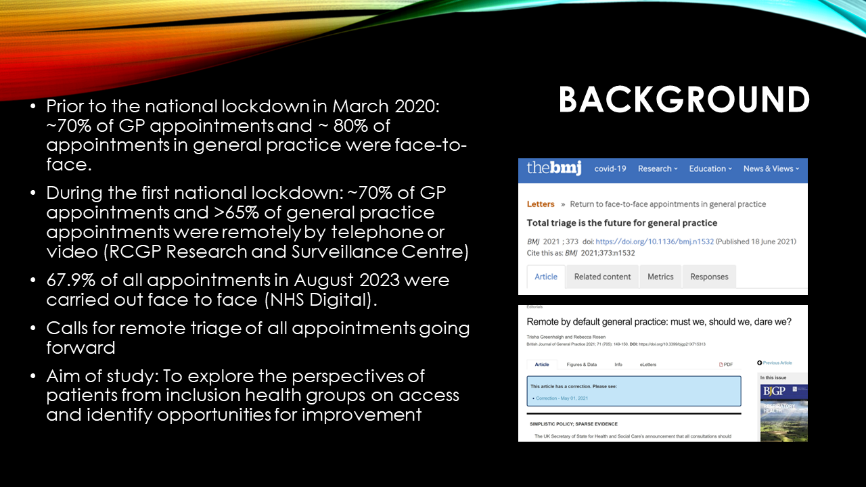 BACKGROUND
• Prior to the national lockdown in March 2020:
~70% of GP appointments and ~ 80% of
appointments in general practice were face-to-
face.
• During the first national lockdown: ~70% of GP
appointments and >65% of general practice
appointments were remotely by telephone or
video (RCGP Research and Surveillance Centre)
• 67.9% of all appointments in August 2023 were
carried out face to face (NHS Digital).
• Calls for remote triage of all appointments going
forward
• Aim of study: To explore the perspectives of
patients from inclusion health groups on access
and identify opportunities for improvement
thebmj covid-19 Research News & Views Education
Letters » Return to face-to-face appointments in general practice
Total triage is the future for general practice
BMJ 2021 ; 373 doi: https://doi.org/10.1136/bmj.n1532 (Published 18 June 2021)
Cite this as: BMJ 2021;373:n1532
Article Related content Metrics Responses
Editorials
Remote by default general practice: must we, should we, dare we?
Trisha Greenhalgh and Rebecca Rosen
British Journal of General Practice 2021; 71 (705): 149-150. DOI:
Article Figures & Data Info eLetters PDF
Previous Article
This article has a correction. Please see:
• Correction - May 01, 2021
In this issue
BJGP
SIMPLISTIC POLICY; SPARSE EVIDENCE
The UK Secretary of State for Health and Social Care's announcement that all consultations should